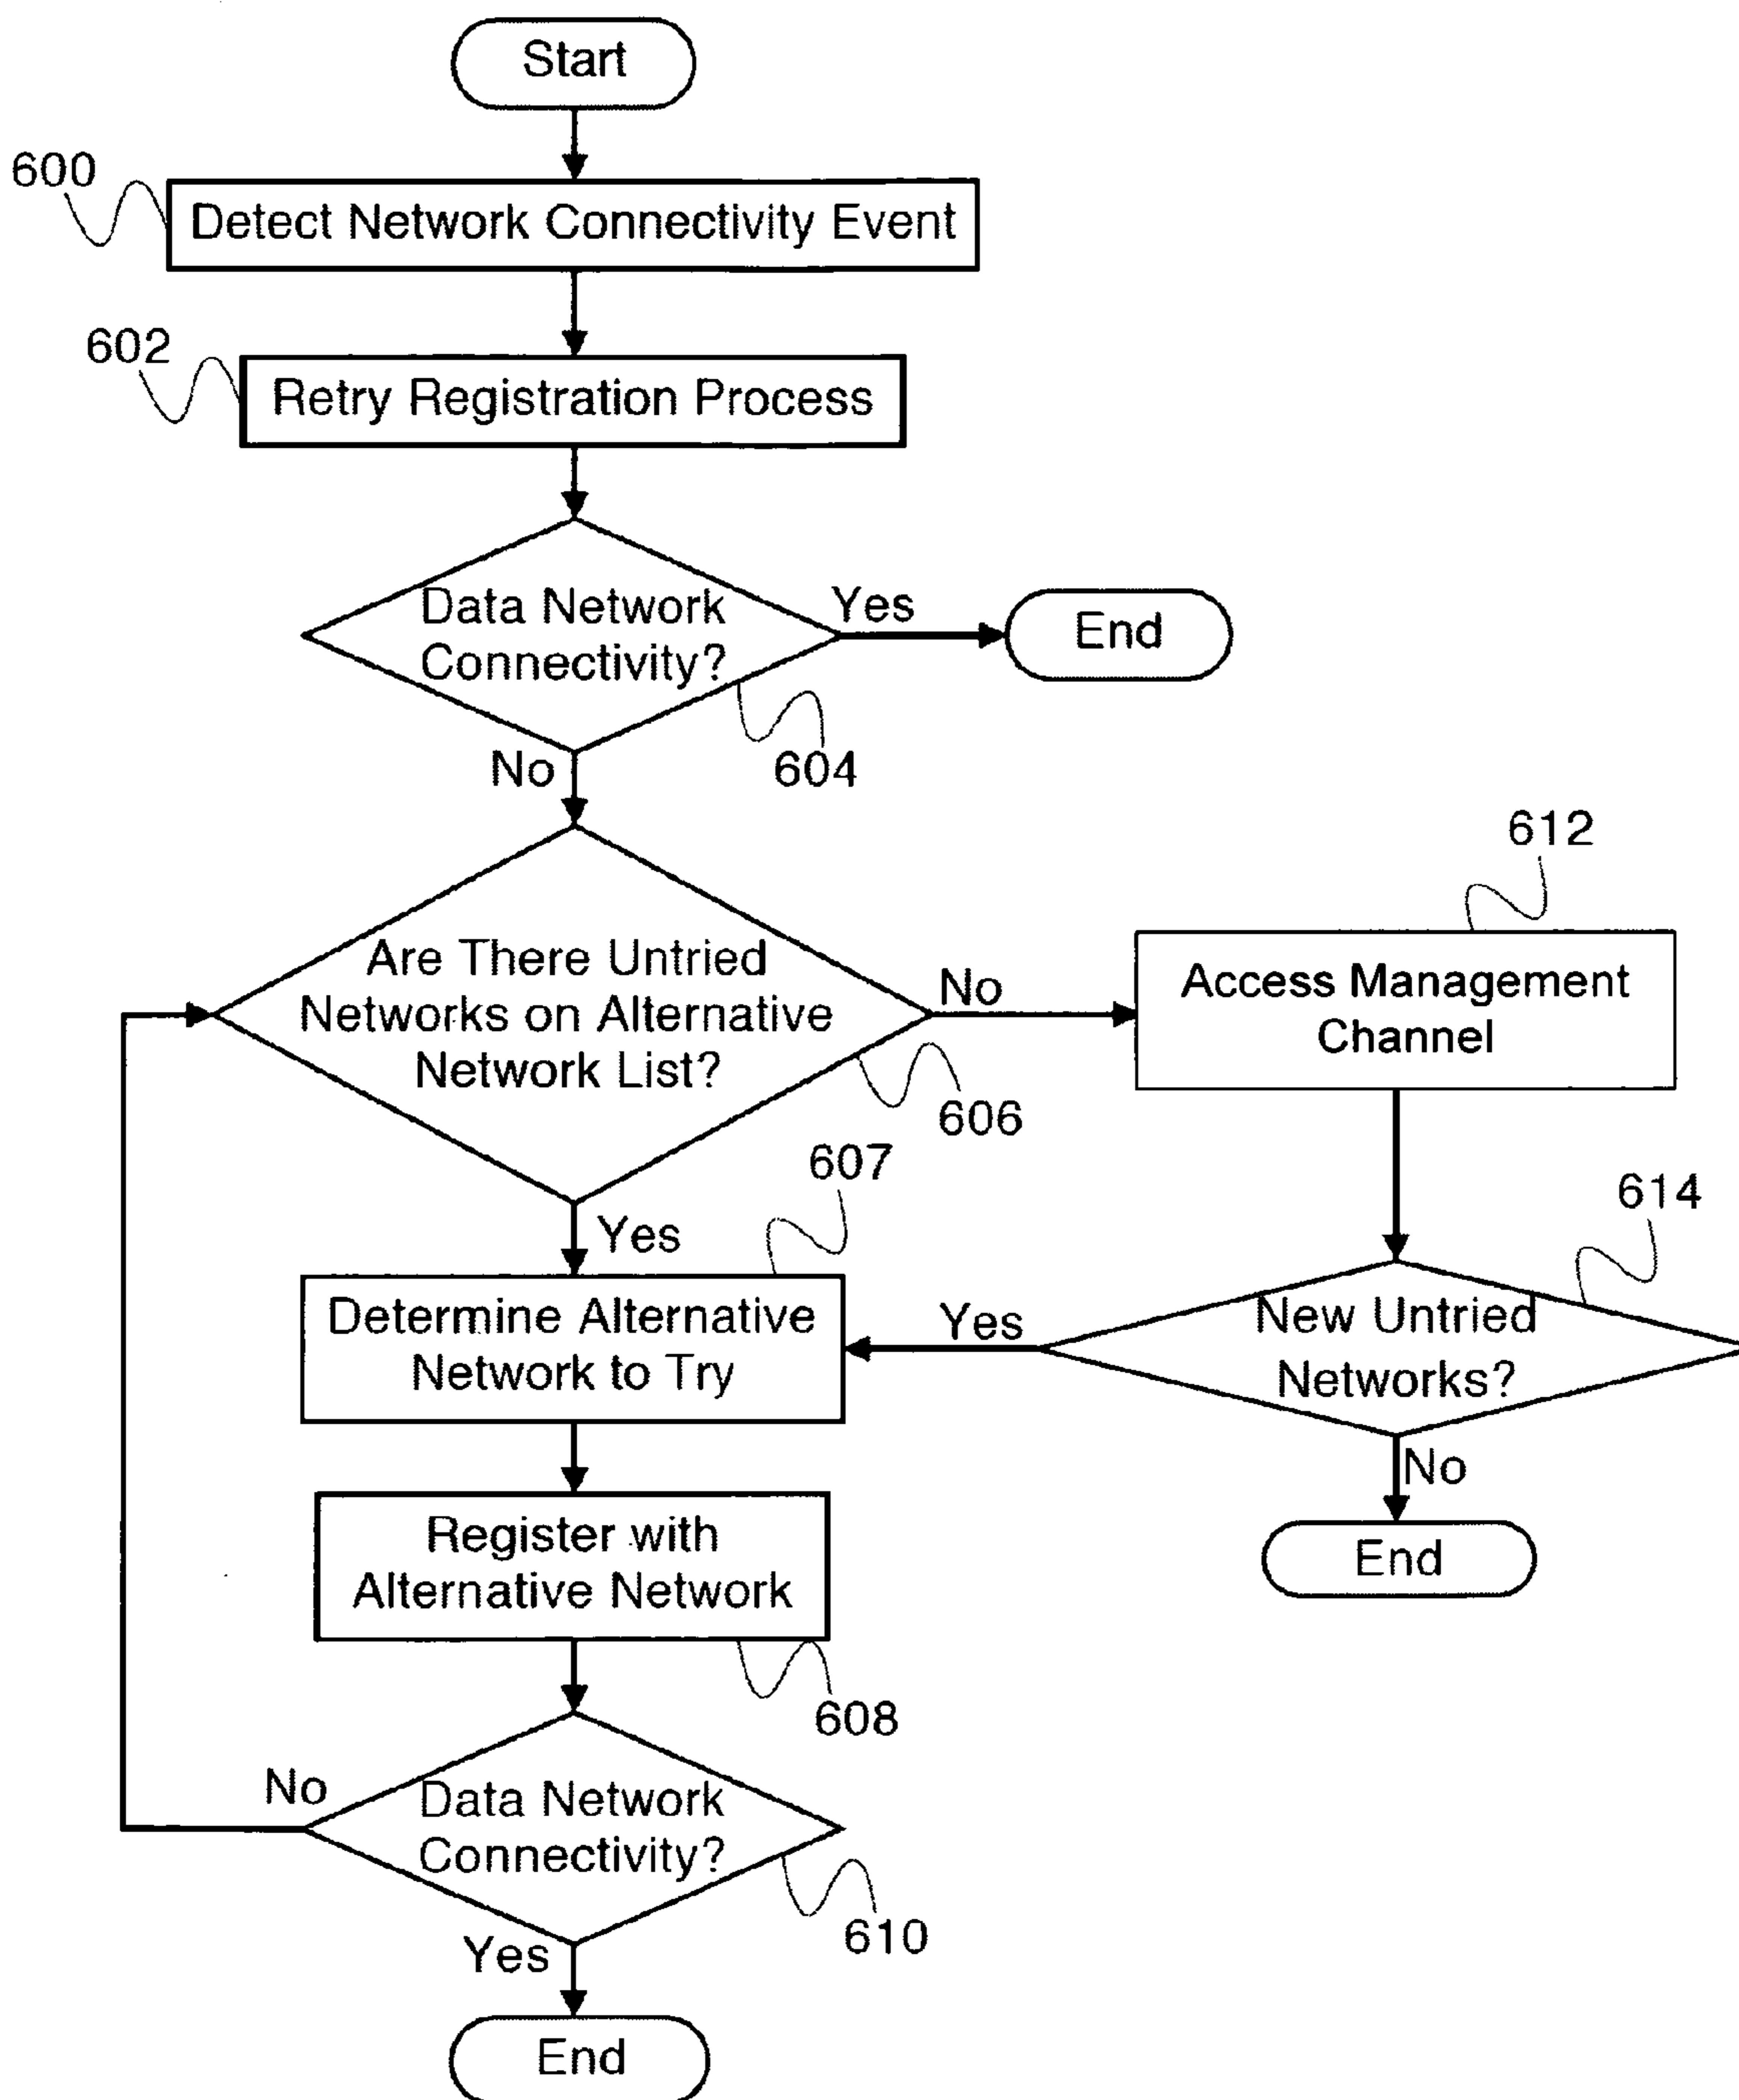 Start
600
Detect Network Connectivity Event
602
Retry Registration Process
Data Network
Connectivity?
Yes
End
604
No
612
Are There Untried
Networks on Alternative
Network List?
No
Access Management
Channel
606
607
614
Yes
Determine Alternative
Network to Try
Yes
New Untried
Networks?
No
Register with
Alternative Network
End
608
No
Data Network
Connectivity?
610
Yes
End